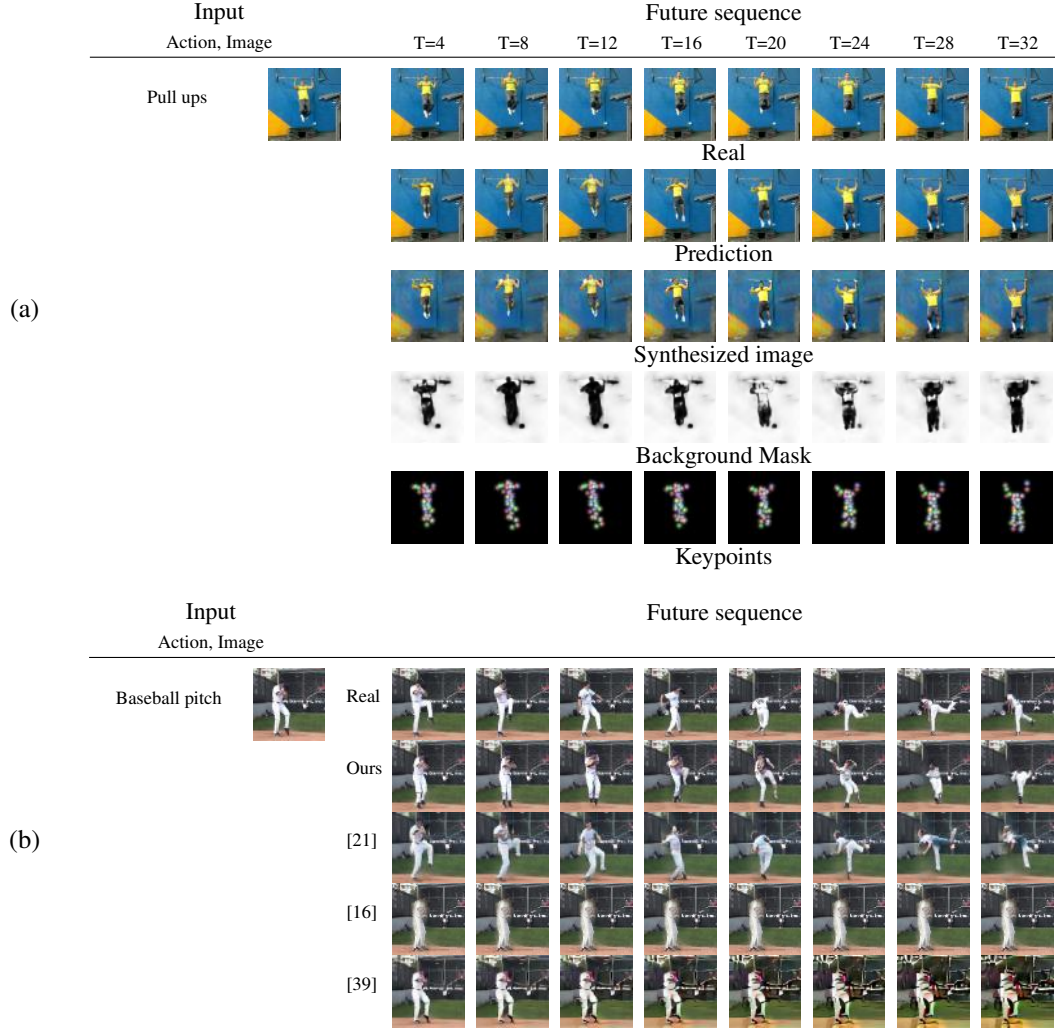 Input Future sequence
Action, Image T=4 T=8 T=12 T=16 T=20 T=24 T=28 T=32
Pull ups
Real
Prediction
Synthesized image
(a)
Background Mask
Keypoints
Input Future sequence
Action, Image
Baseball pitch Real
Ours
(b)
[21]
[16]
[39]